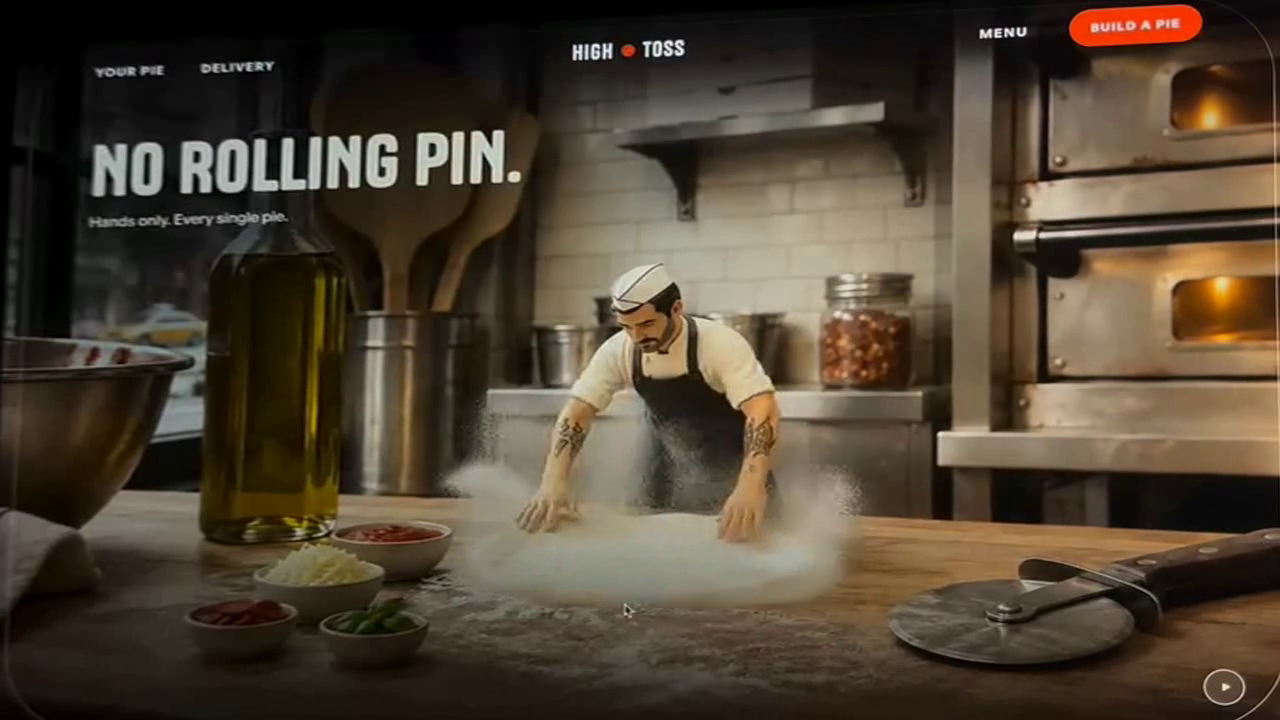 YOUR PIE
DELIVERY
HIGH TOSS
MENU
BUILD A PIE
NO ROLLING PIN.
Hands only. Every single pie.